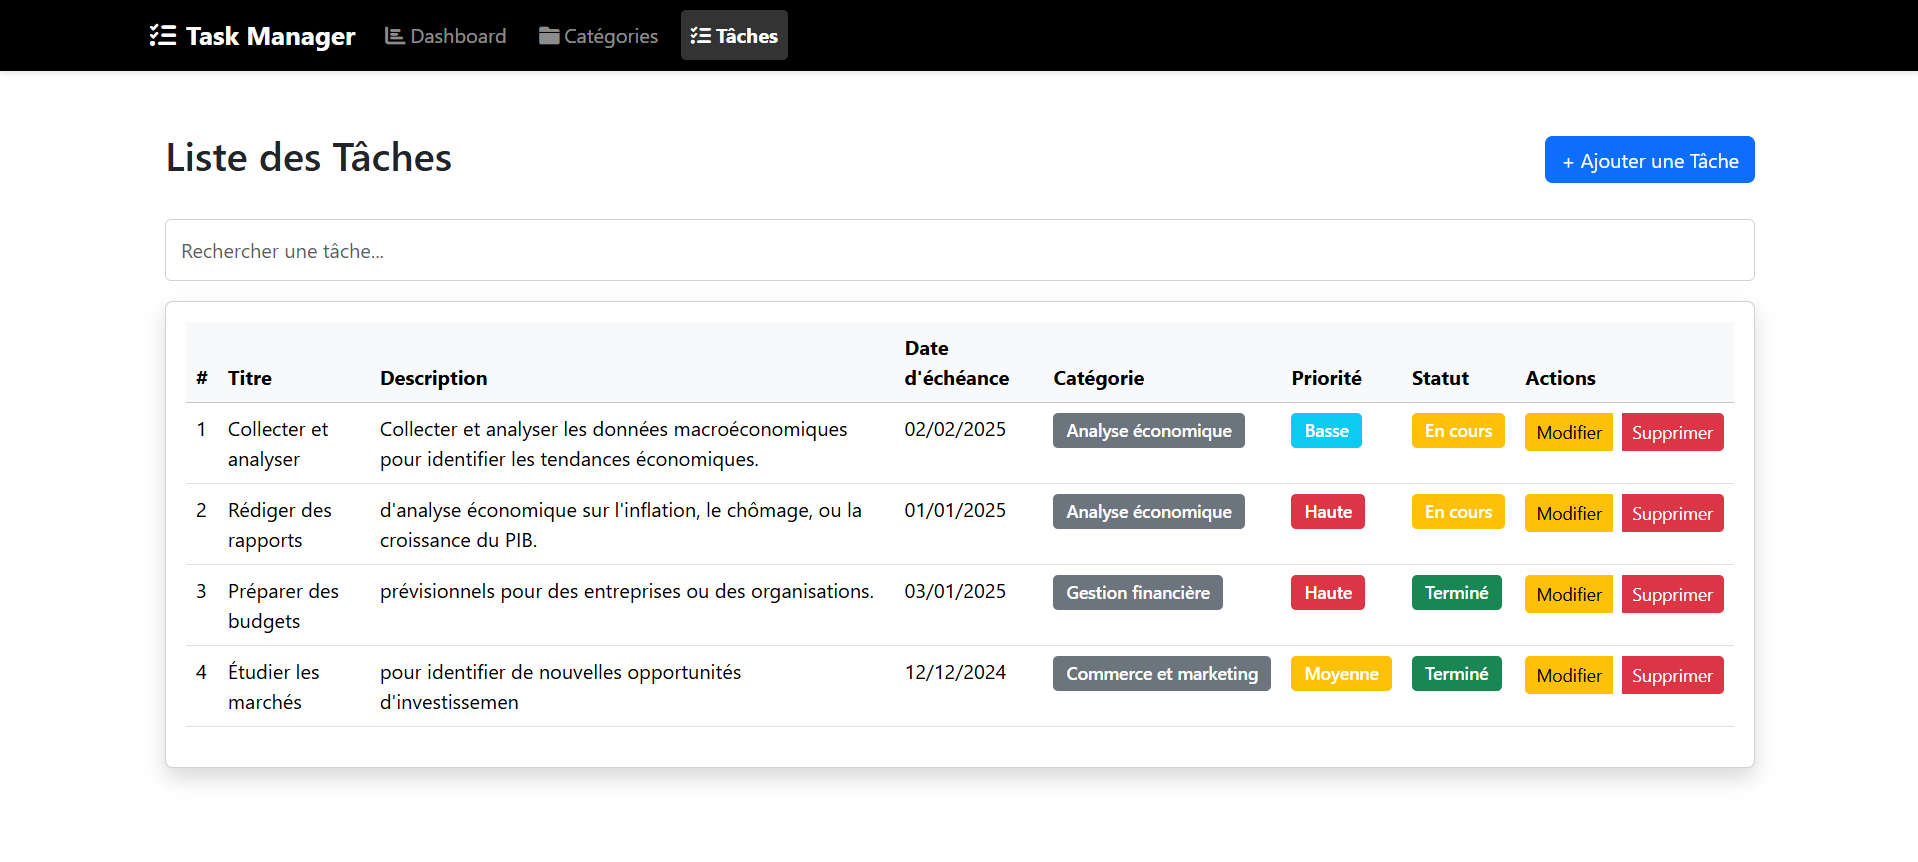 Task Manager Dashboard Catégories Tâches
Liste des Tâches
+ Ajouter une Tâche
Rechercher une tâche...
# Titre Description Date d'échéance Catégorie Priorité Statut Actions
1 Collecter et analyser Collecter et analyser les données macroéconomiques pour identifier les tendances économiques. 02/02/2025 Analyse économique Basse En cours Modifier Supprimer
2 Rédiger des rapports d'analyse économique sur l'inflation, le chômage, ou la croissance du PIB. 01/01/2025 Analyse économique Haute En cours Modifier Supprimer
3 Préparer des budgets prévisionnels pour des entreprises ou des organisations. 03/01/2025 Gestion financière Haute Terminé Modifier Supprimer
4 Étudier les marchés pour identifier de nouvelles opportunités d'investissemen 12/12/2024 Commerce et marketing Moyenne Terminé Modifier Supprimer